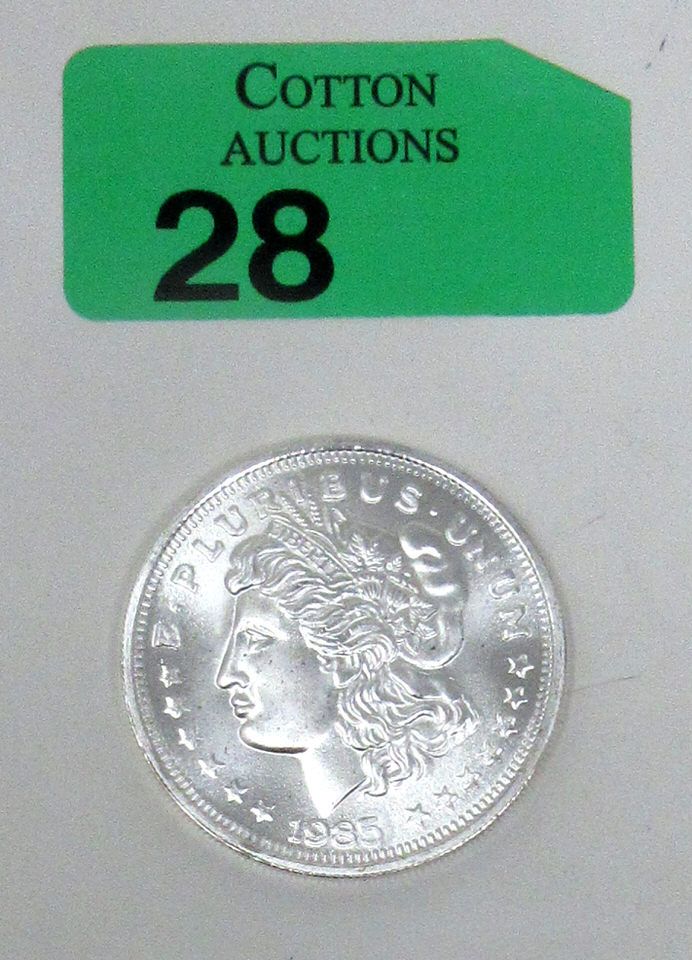 COTTON
AUCTIONS
28
E·PLURIBUS·UNUM
LIBERTY
1985